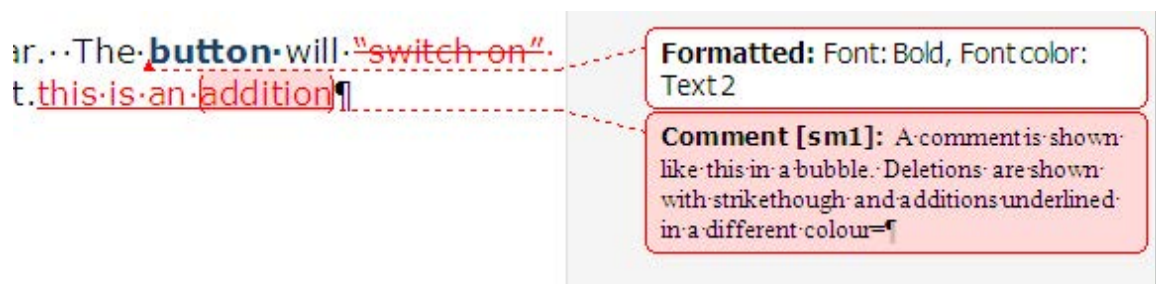 ar. The button will “switch on”
t.this is an addition¶
Formatted: Font: Bold, Font color:
Text 2
Comment [sm1]: A comment is shown
like this in a bubble. Deletions are shown
with strikethough and additions underlined
in a different colour=¶